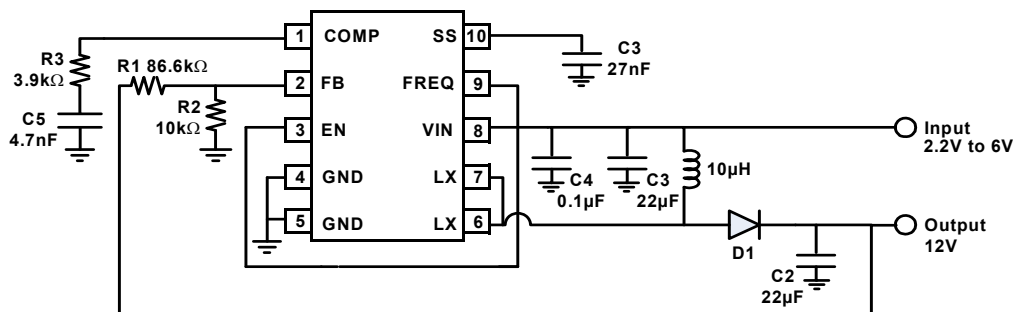 1 COMP SS 10
R3
3.9kΩ
C3
27nF
R1 86.6kΩ
2 FB FREQ 9
R2
10kΩ
C5
4.7nF
3 EN VIN 8
Input
2.2V to 6V
10µH
4 GND LX 7
C4
0.1µF
C3
22µF
5 GND LX 6
D1
Output
12V
C2
22µF